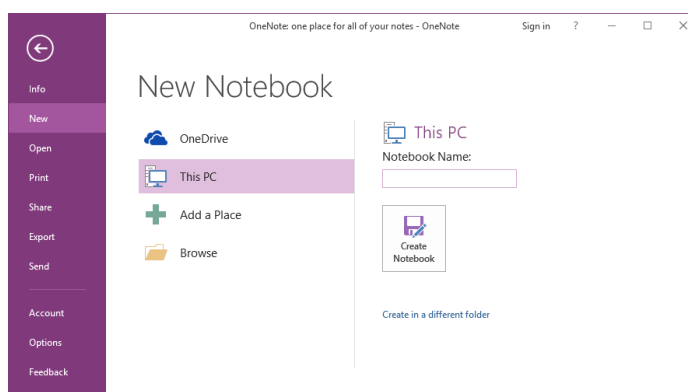 OneNote: one place for all of your notes - OneNote
Sign in
?
Info
New
Open
Print
Share
Export
Send
Account
Options
Feedback
New Notebook
OneDrive
This PC
Add a Place
Browse
This PC
Notebook Name:
Create
Notebook
Create in a different folder